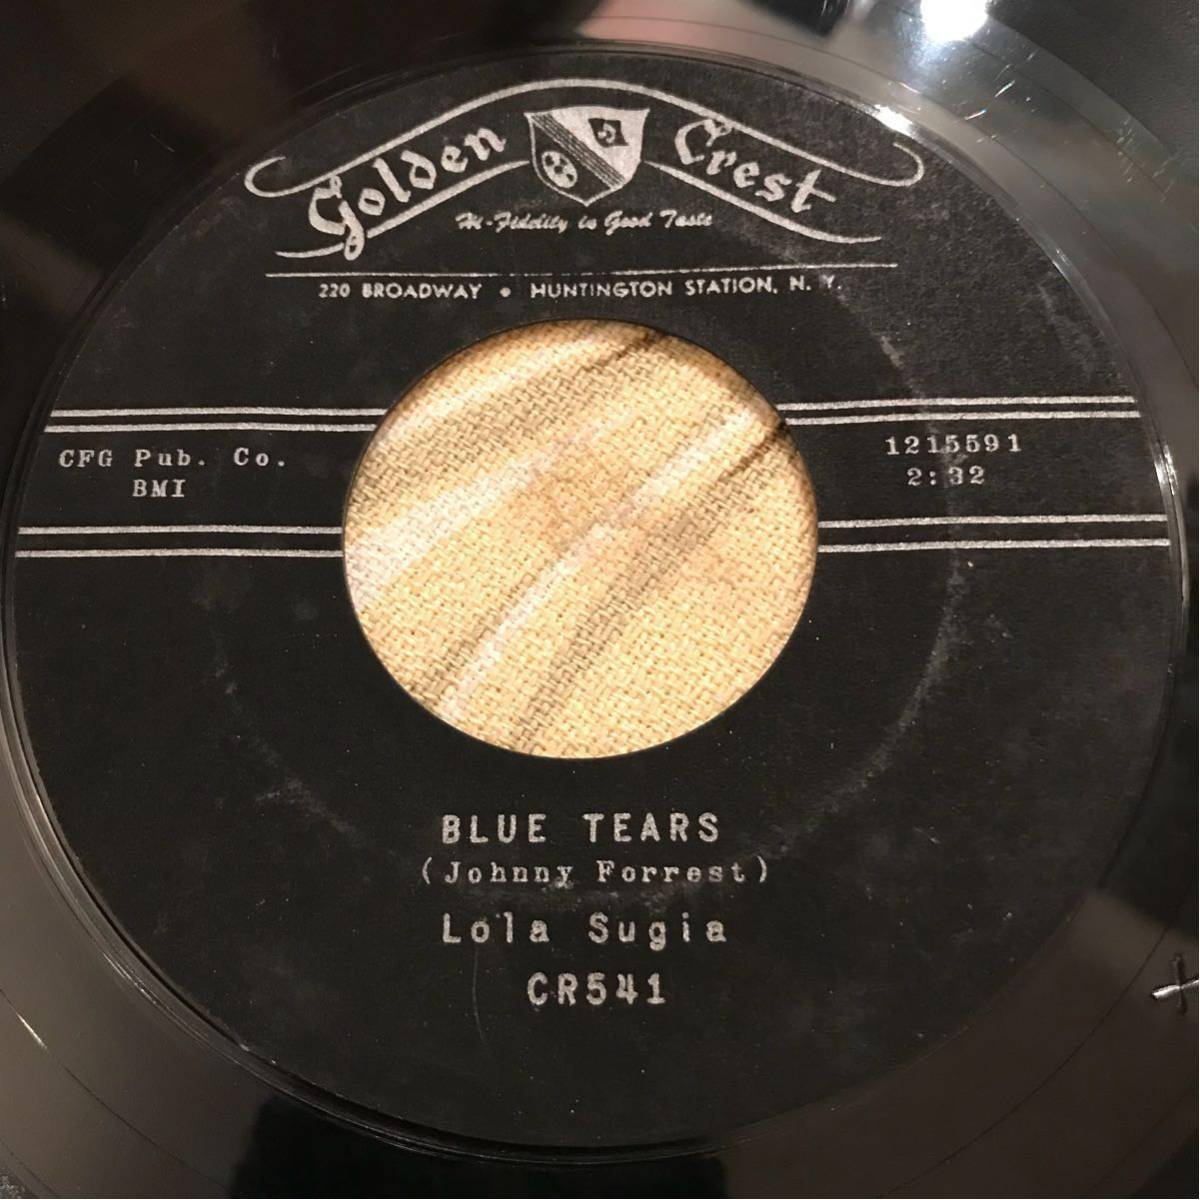 Golden Crest
Hi-Fidelity is Good Taste
220 BROADWAY • HUNTINGTON STATION, N. Y.
CFG Pub. Co.
BMI
1215591
2:32
BLUE TEARS
(Johnny Forrest)
Lola Sugia
CR541